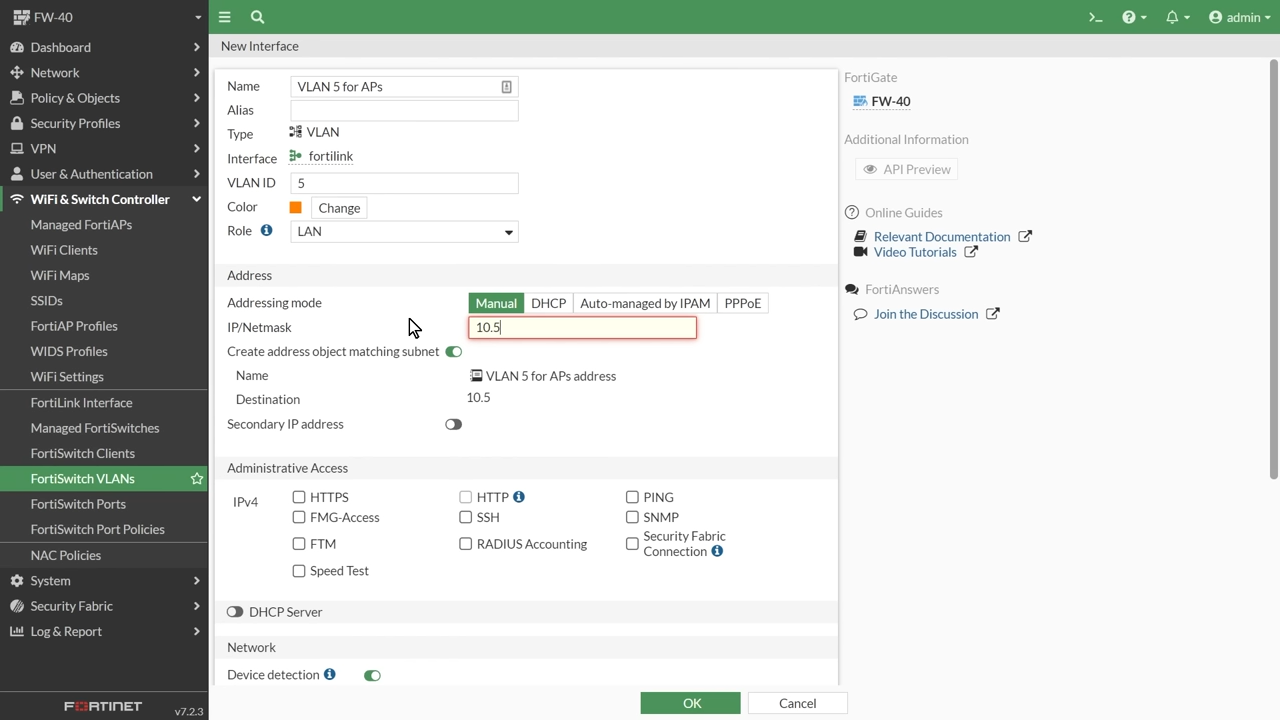 FW-40
admin
Dashboard
Network
Policy & Objects
Security Profiles
VPN
User & Authentication
WiFi & Switch Controller
Managed FortiAPs
WiFi Clients
WiFi Maps
SSIDs
FortiAP Profiles
WIDS Profiles
WiFi Settings
FortiLink Interface
Managed FortiSwitches
FortiSwitch Clients
FortiSwitch VLANs
FortiSwitch Ports
FortiSwitch Port Policies
NAC Policies
System
Security Fabric
Log & Report
FORTINET
v7.2.3
New Interface
Name VLAN 5 for APs
Alias
Type VLAN
Interface fortilink
VLAN ID 5
Color Change
Role LAN
Address
Addressing mode Manual DHCP Auto-managed by IPAM PPPoE
IP/Netmask 10.5
Create address object matching subnet
Name VLAN 5 for APs address
Destination 10.5
Secondary IP address
Administrative Access
IPv4 HTTPS HTTP PING
FMG-Access SSH SNMP
FTM RADIUS Accounting Security Fabric
Connection
Speed Test
DHCP Server
Network
Device detection
OK Cancel
FortiGate
FW-40
Additional Information
API Preview
Online Guides
Relevant Documentation
Video Tutorials
FortiAnswers
Join the Discussion